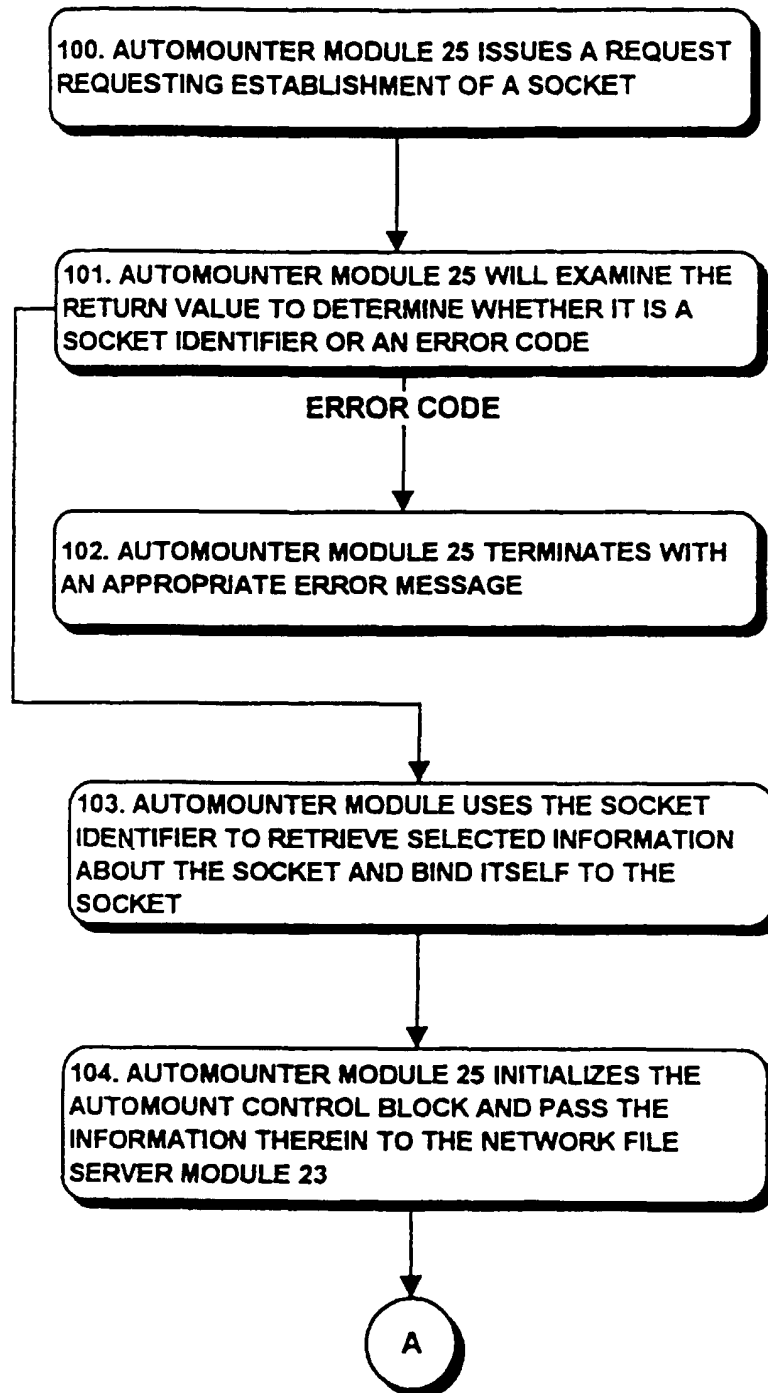 100. AUTOMOUNTER MODULE 25 ISSUES A REQUEST
REQUESTING ESTABLISHMENT OF A SOCKET
101. AUTOMOUNTER MODULE 25 WILL EXAMINE THE
RETURN VALUE TO DETERMINE WHETHER IT IS A
SOCKET IDENTIFIER OR AN ERROR CODE
ERROR CODE
102. AUTOMOUNTER MODULE 25 TERMINATES WITH
AN APPROPRIATE ERROR MESSAGE
103. AUTOMOUNTER MODULE USES THE SOCKET
IDENTIFIER TO RETRIEVE SELECTED INFORMATION
ABOUT THE SOCKET AND BIND ITSELF TO THE
SOCKET
104. AUTOMOUNTER MODULE 25 INITIALIZES THE
AUTOMOUNT CONTROL BLOCK AND PASS THE
INFORMATION THEREIN TO THE NETWORK FILE
SERVER MODULE 23
A